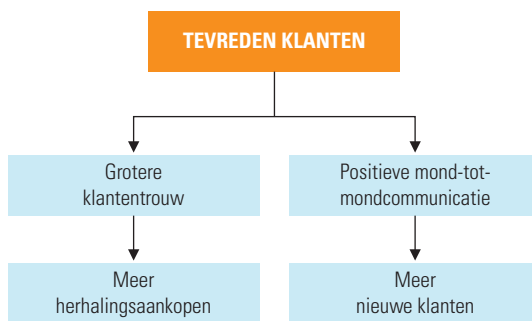 TEVREDEN KLANTEN
Grotere
klantentrouw
Positieve mond-tot-
mondcommunicatie
Meer
herhalingsaankopen
Meer
nieuwe klanten